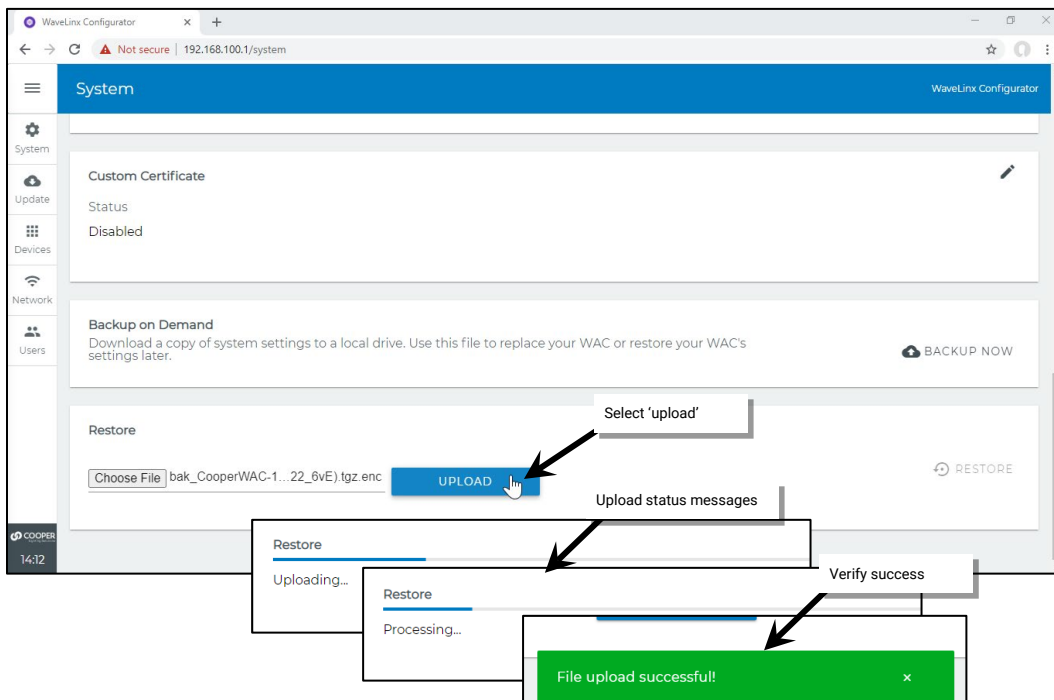 WaveLinx Configurator
Not secure | 192.168.100.1/system
System
WaveLinx Configurator
System
Update
Devices
Network
Users
Custom Certificate
Status
Disabled
Backup on Demand
Download a copy of system settings to a local drive. Use this file to replace your WAC or restore your WAC's
settings later.
BACKUP NOW
Select ‘upload’
Restore
Choose File bak_CooperWAC-1...22_6vE).tgz.enc
UPLOAD
RESTORE
Upload status messages
COOPER
14:12
Restore
Uploading...
Verify success
Restore
Processing...
File upload successful!